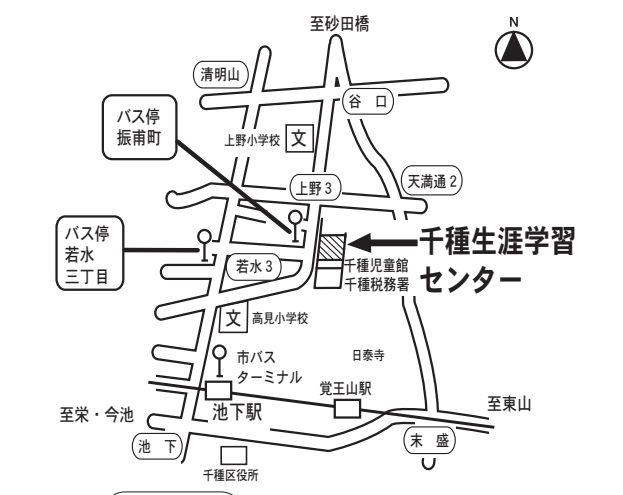 至砂田橋
N
清明山
谷 口
バス停
振甫町
上野小学校
文
上野3
天満通2
バス停
若水
三丁目
千種生涯学習
センター
若水3
千種児童館
千種税務署
文
高見小学校
市バス
ターミナル
日泰寺
覚王山駅
至東山
至栄・今池
池下駅
池 下
末 盛
千種区役所